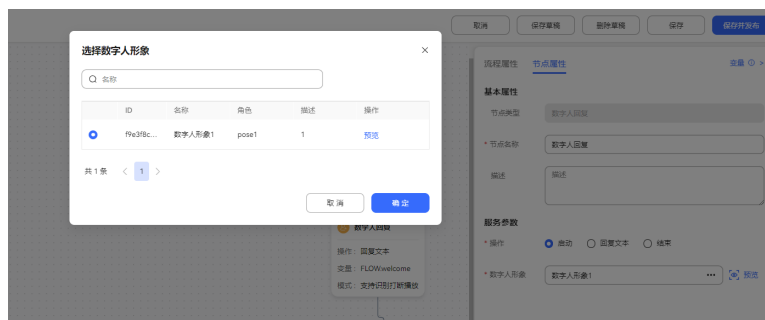 取消 保存草稿 删除草稿 保存 保存并发布
选择数字人形象
名称
ID 名称 角色 描述 操作
f9e3f8c... 数字人形象1 pose1 1 预览
共 1 条 < 1 >
取 消 确 定
数字人回复
操作： 回复文本
变量： FLOW.welcome
模式： 支持识别打断播放
流程属性 节点属性 变量 >
基本属性
节点类型 数字人回复
* 节点名称 数字人回复
描述 描述
服务参数
* 操作 启动 回复文本 结束
* 数字人形象 数字人形象1 ••• 预览